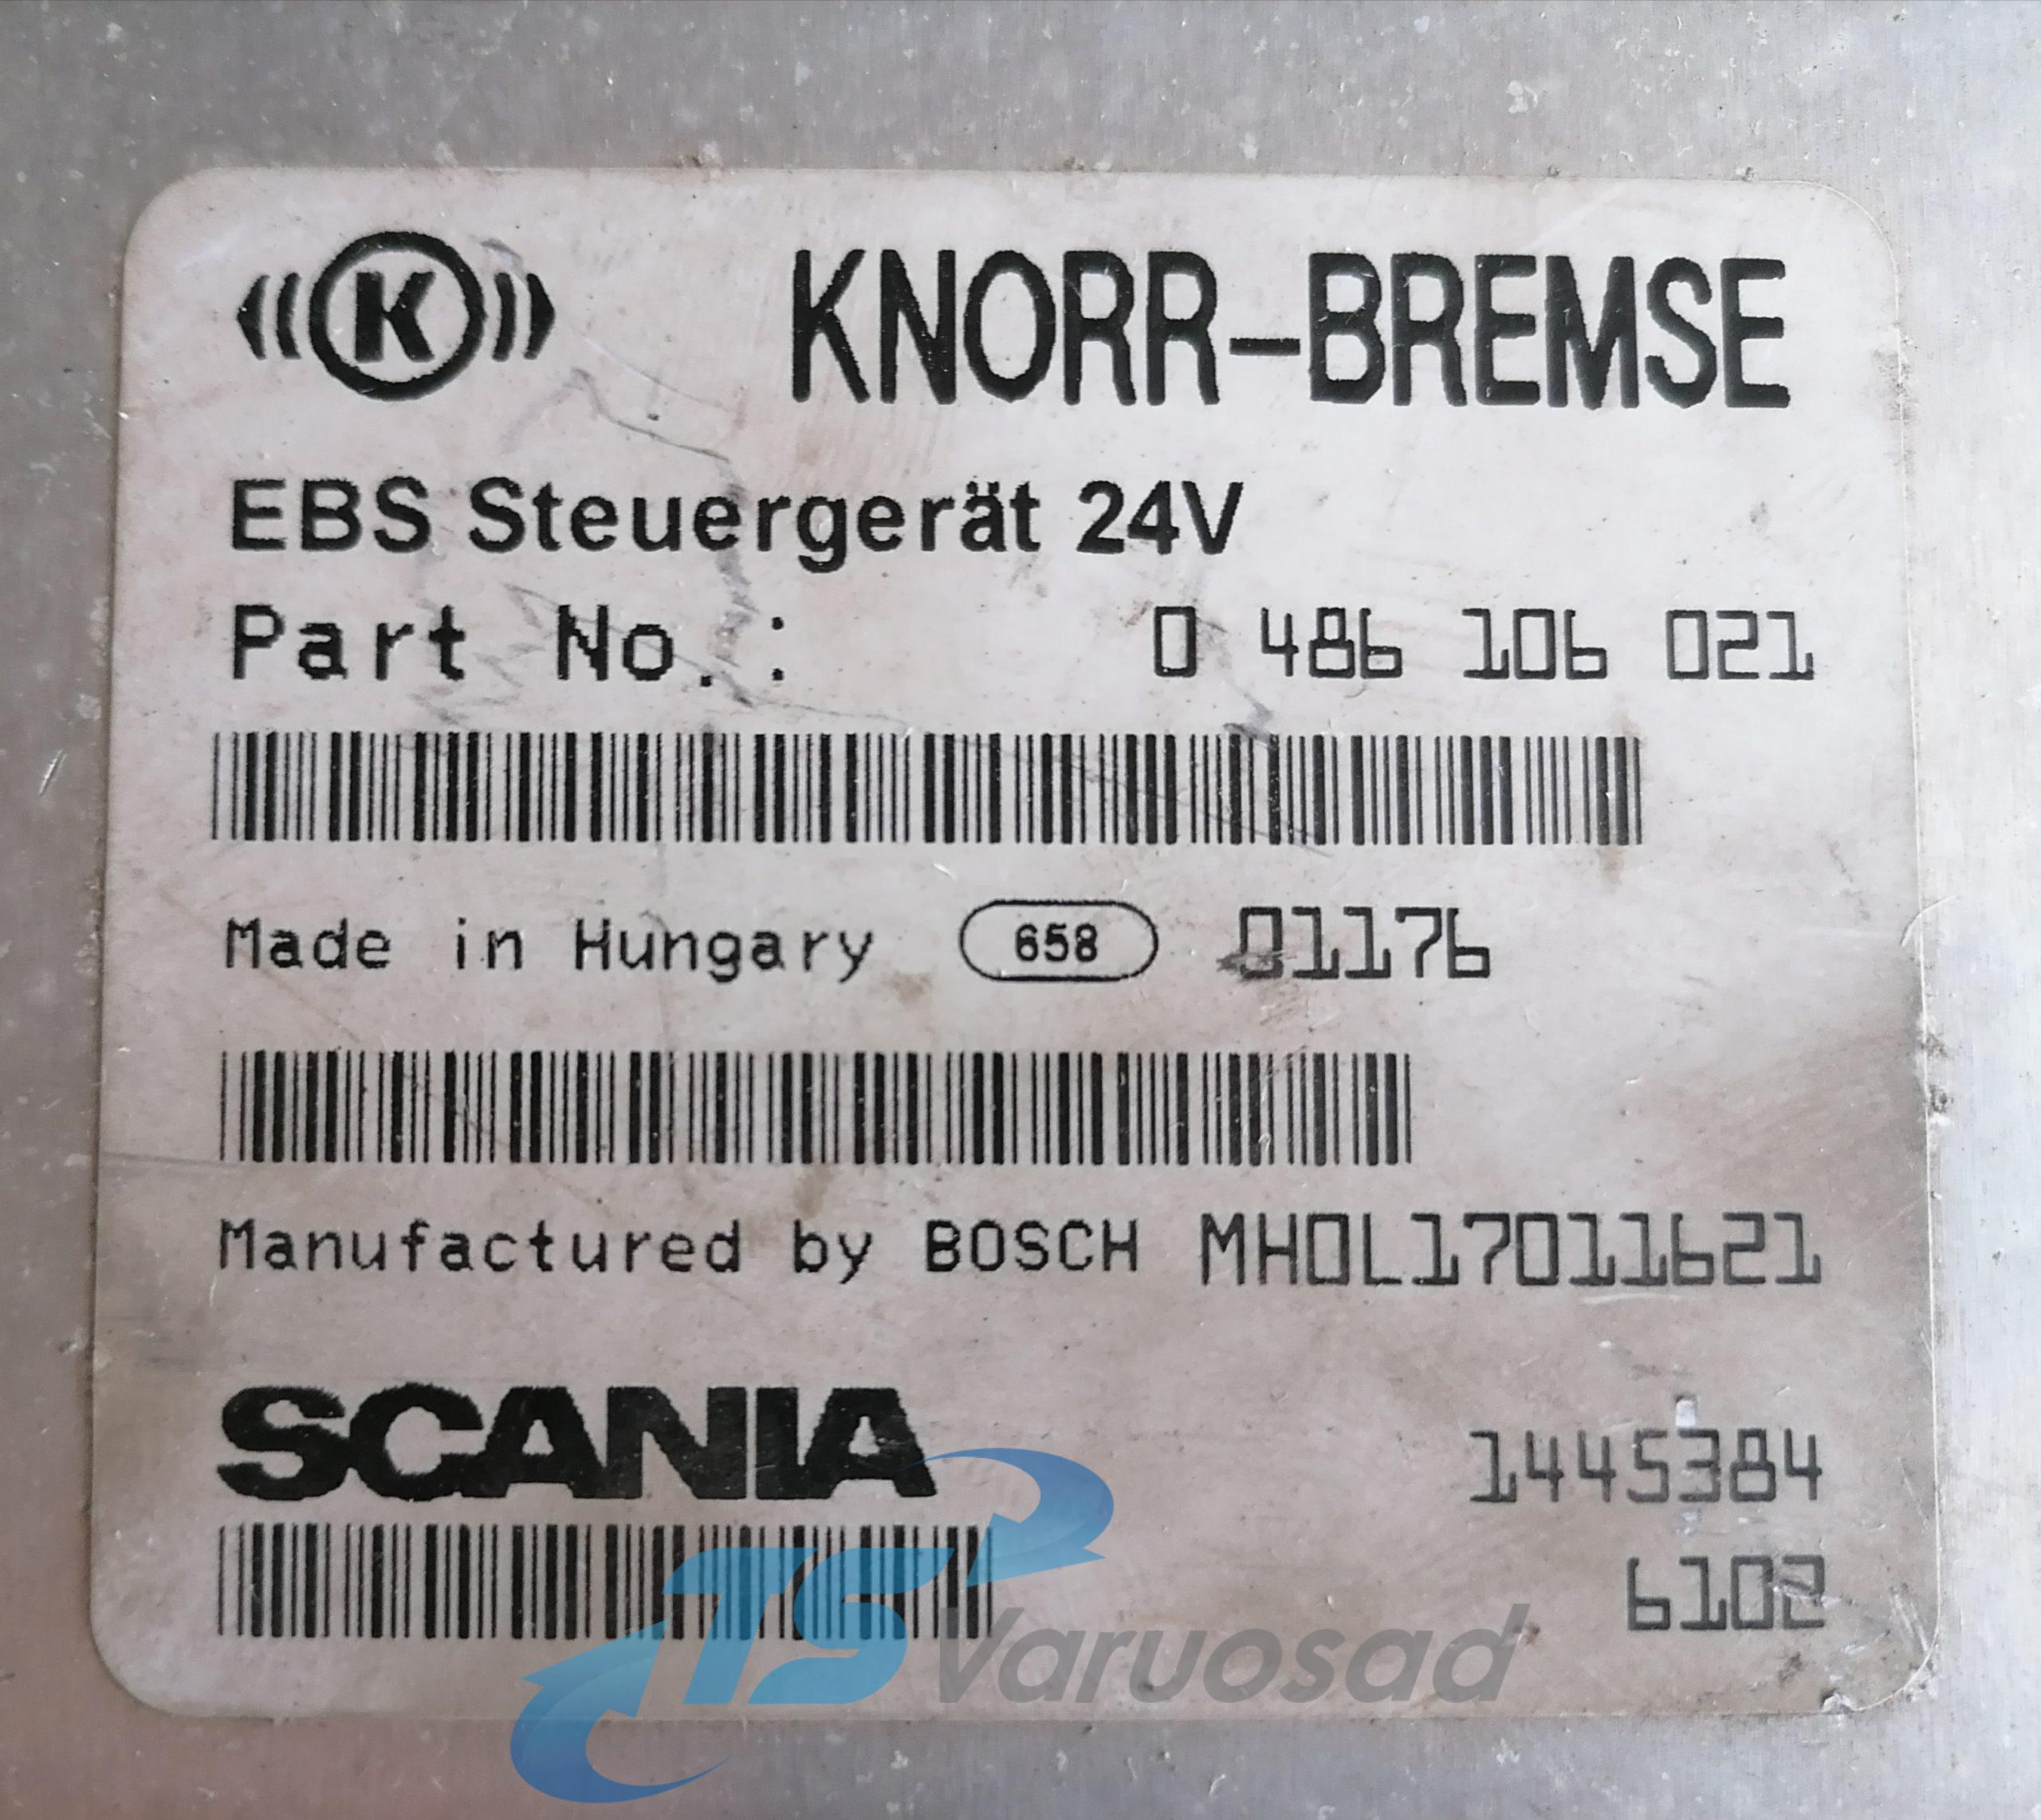 K KNORR-BREMSE
EBS Steuergerät 24V
Part No.: 0 486 106 021
Made in Hungary 658 01176
Manufactured by BOSCH MH0L17011621
SCANIA 1445384
6102
TS Varuosad